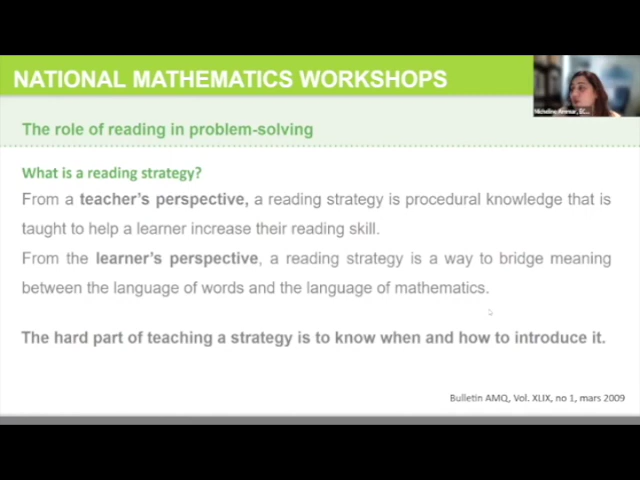 NATIONAL MATHEMATICS WORKSHOPS
The role of reading in problem-solving
What is a reading strategy?
From a teacher's perspective, a reading strategy is procedural knowledge that is
taught to help a learner increase their reading skill.
From the learner's perspective, a reading strategy is a way to bridge meaning
between the language of words and the language of mathematics.
The hard part of teaching a strategy is to know when and how to introduce it.
Bulletin AMQ, Vol. XLIX, no 1, mars 2009
Micheline Ammar,